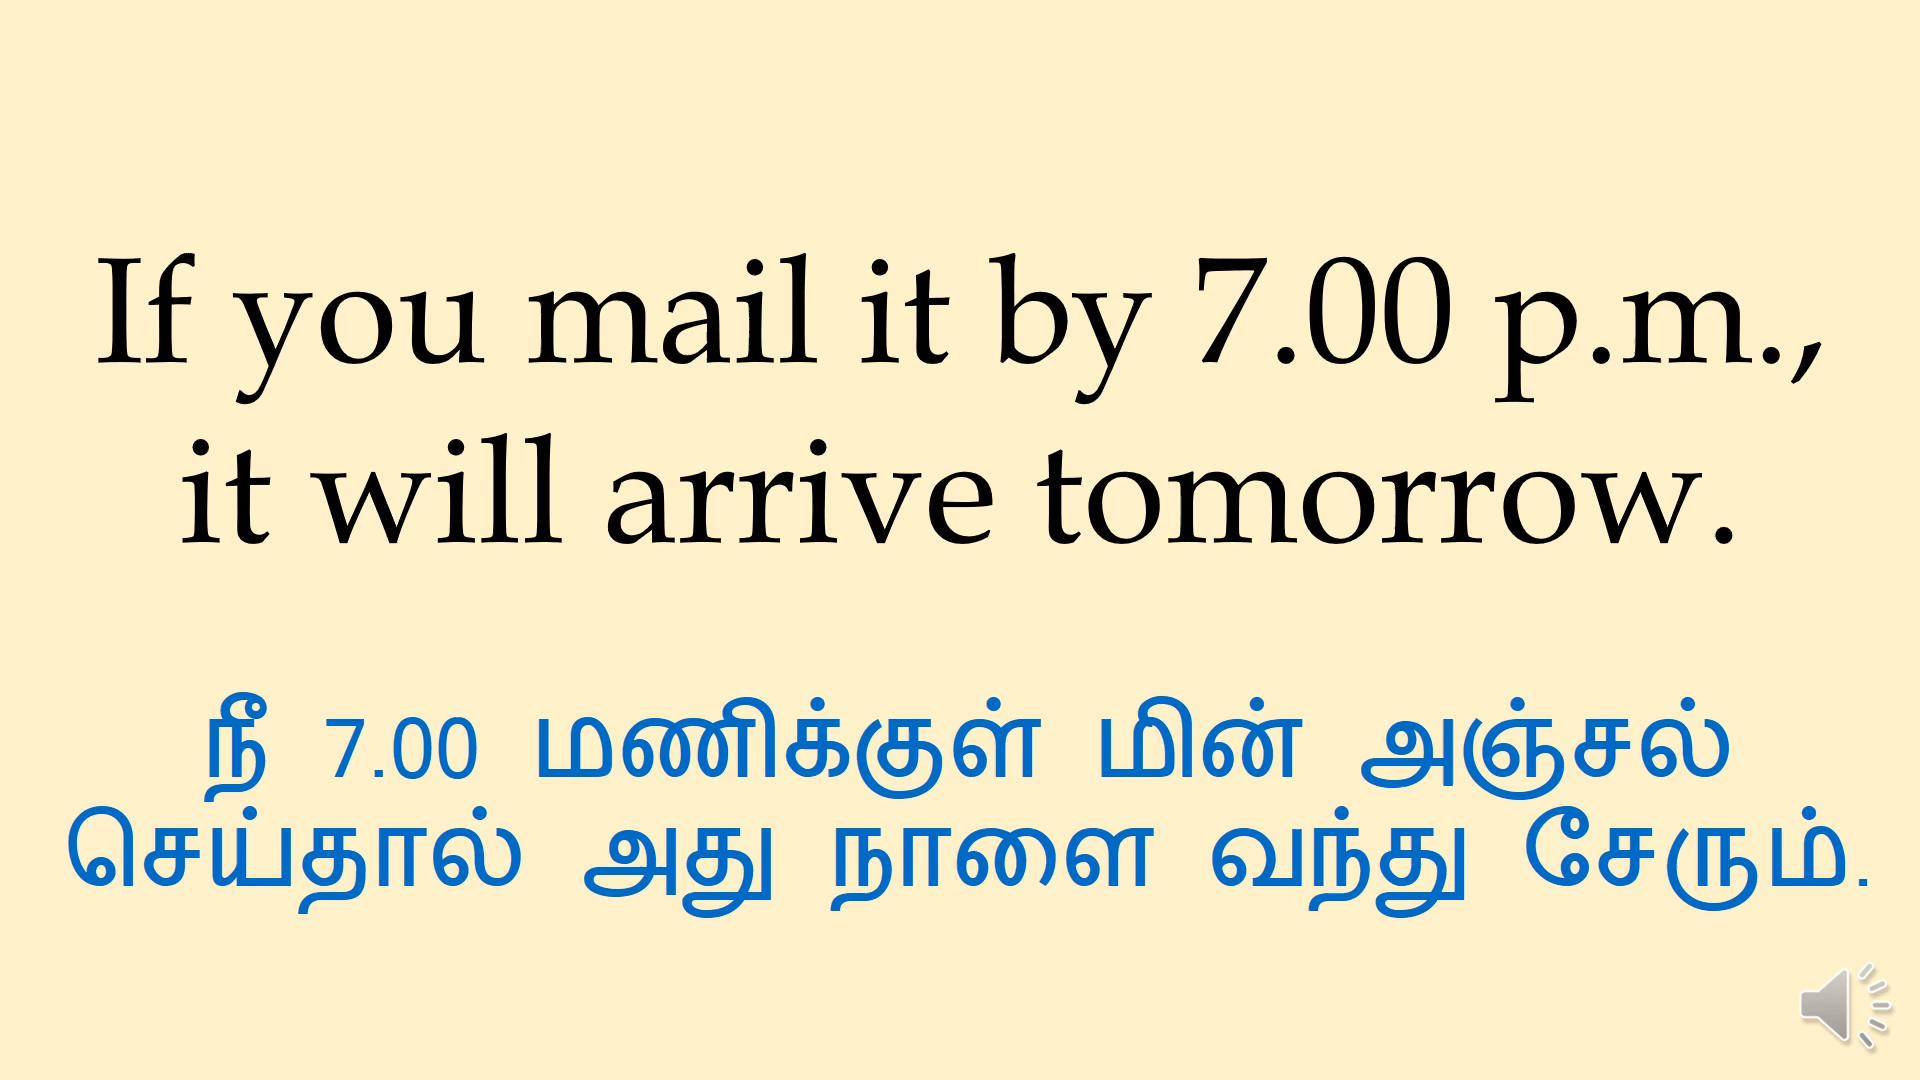 If you mail it by 7.00 p.m.,
it will arrive tomorrow.
நீ 7.00 மணிக்குள் மின் அஞ்சல்
செய்தால் அது நாளை வந்து சேரும்.